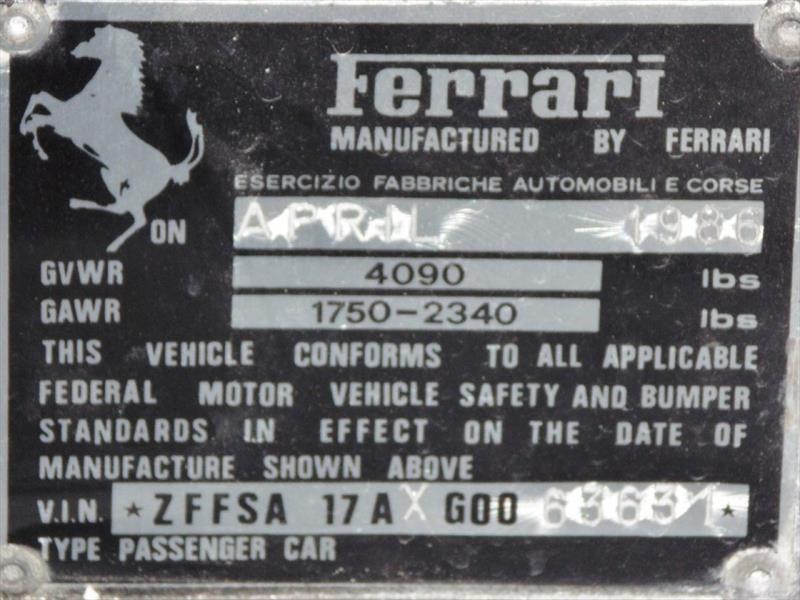 Ferrari
MANUFACTURED BY FERRARI
ESERCIZIO FABBRICHE AUTOMOBILI E CORSE
ON APRIL 1986
GVWR 4090 lbs
GAWR 1750-2340 lbs
THIS VEHICLE CONFORMS TO ALL APPLICABLE
FEDERAL MOTOR VEHICLE SAFETY AND BUMPER
STANDARDS IN EFFECT ON THE DATE OF
MANUFACTURE SHOWN ABOVE
V.I.N. *ZFFSA 17A X G00 63631*
TYPE PASSENGER CAR